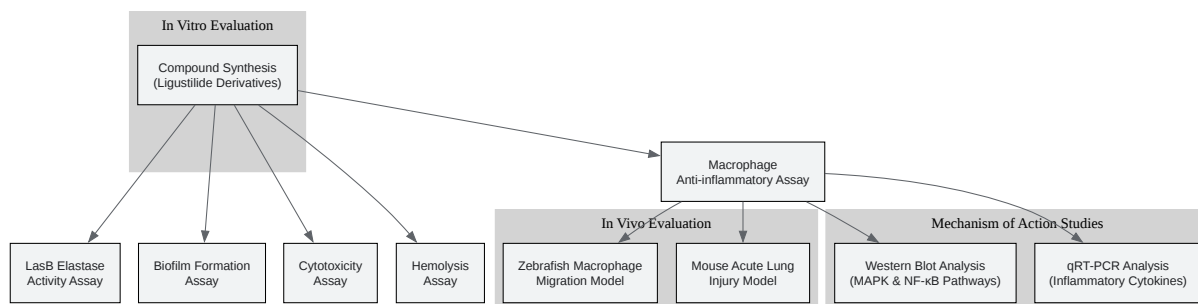 In Vitro Evaluation
Compound Synthesis
(Ligustilide Derivatives)
Macrophage
Anti-inflammatory Assay
In Vivo Evaluation
Mechanism of Action Studies
LasB Elastase
Activity Assay
Biofilm Formation
Assay
Cytotoxicity
Assay
Hemolysis
Assay
Zebrafish Macrophage
Migration Model
Mouse Acute Lung
Injury Model
Western Blot Analysis
(MAPK & NF-κB Pathways)
qRT-PCR Analysis
(Inflammatory Cytokines)